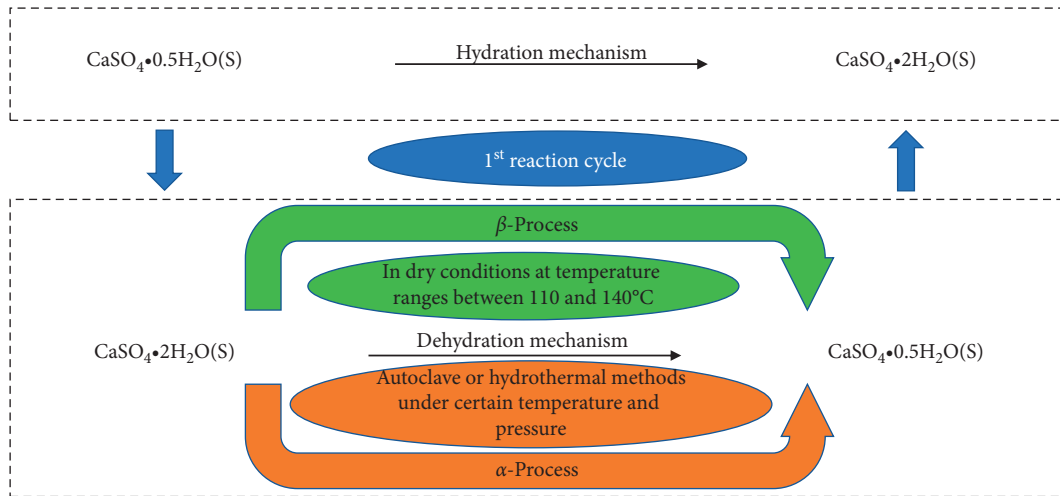 Hydration mechanism
CaSO₄•0.5H₂O(S)
CaSO₄•2H₂O(S)
1ˢᵗ reaction cycle
β-Process
In dry conditions at temperature
ranges between 110 and 140°C
Dehydration mechanism
CaSO₄•2H₂O(S)
CaSO₄•0.5H₂O(S)
Autoclave or hydrothermal methods
under certain temperature and
pressure
α-Process